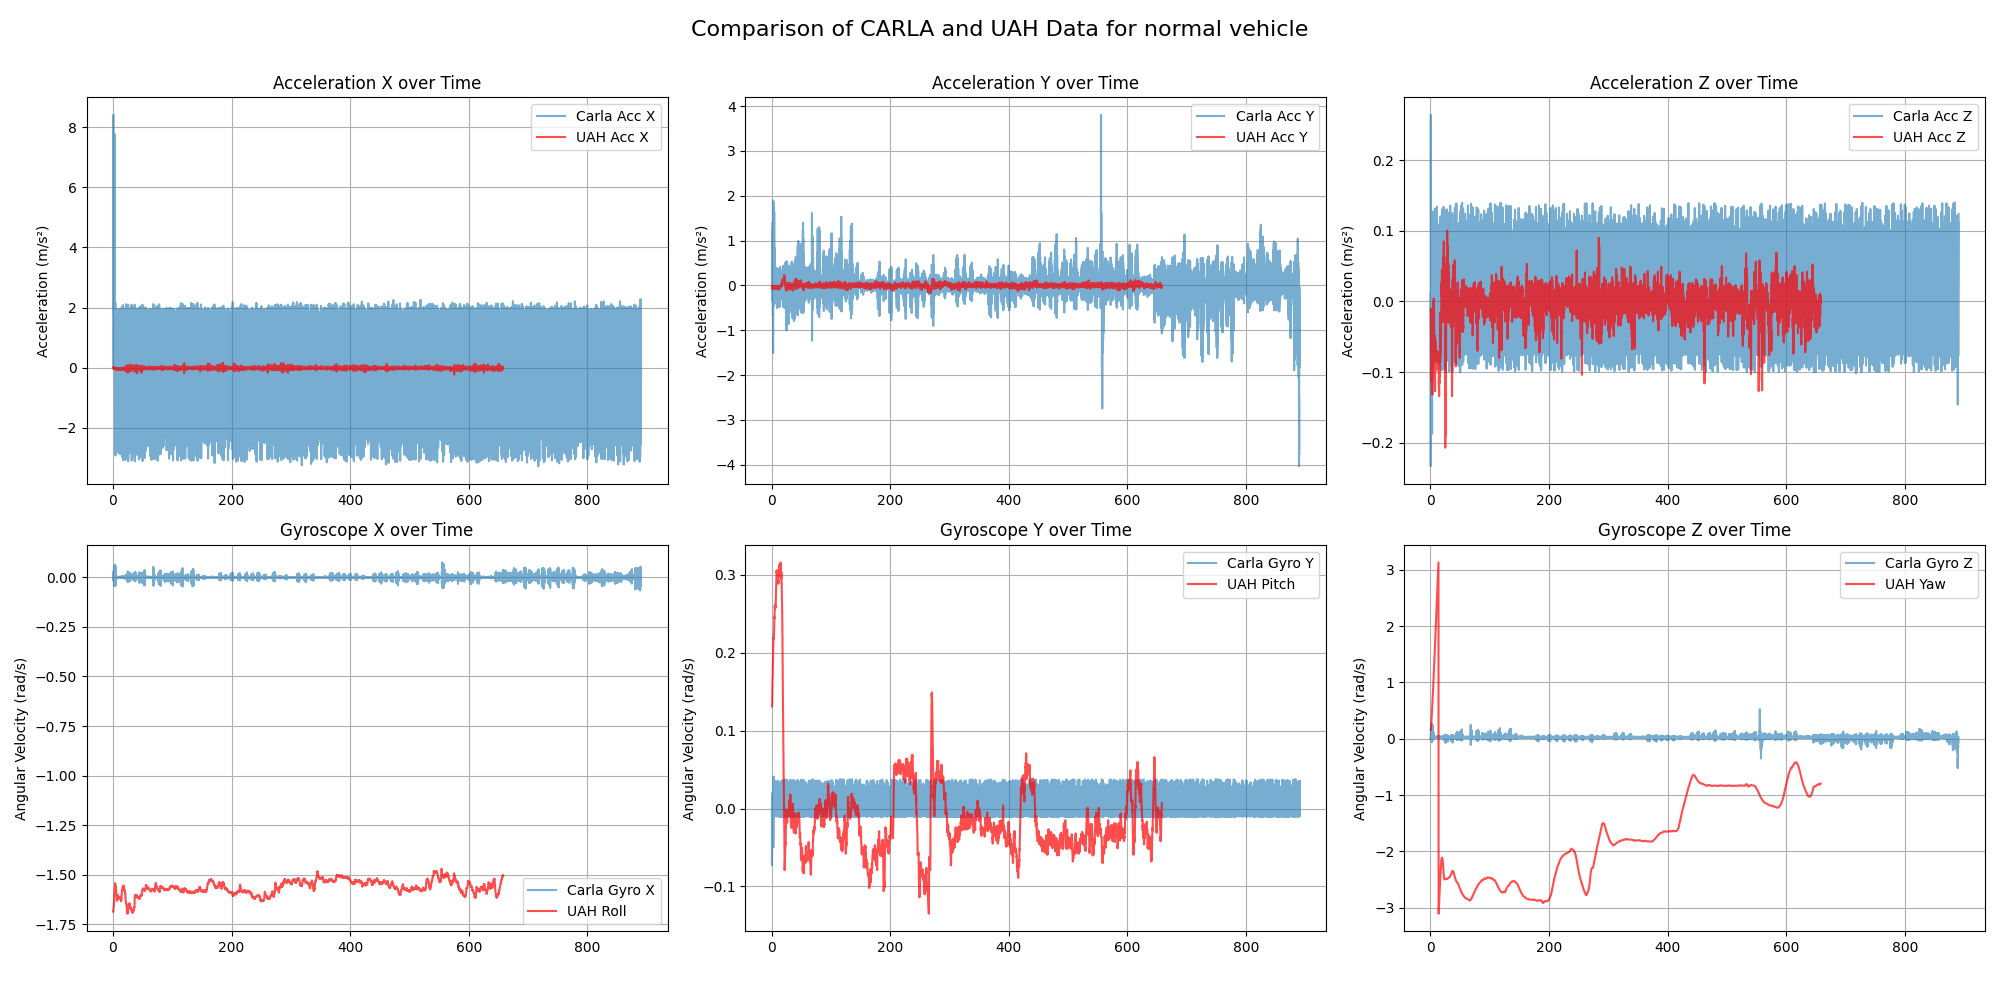 Comparison of CARLA and UAH Data for normal vehicle
Acceleration X over Time
Acceleration (m/s²)
8
6
4
2
0
−2
0 200 400 600 800
Carla Acc X
UAH Acc X
Acceleration Y over Time
Acceleration (m/s²)
4
3
2
1
0
−1
−2
−3
−4
0 200 400 600 800
Carla Acc Y
UAH Acc Y
Acceleration Z over Time
Acceleration (m/s²)
0.2
0.1
0.0
−0.1
−0.2
0 200 400 600 800
Carla Acc Z
UAH Acc Z
Gyroscope X over Time
Angular Velocity (rad/s)
0.00
−0.25
−0.50
−0.75
−1.00
−1.25
−1.50
−1.75
0 200 400 600 800
Carla Gyro X
UAH Roll
Gyroscope Y over Time
Angular Velocity (rad/s)
0.3
0.2
0.1
0.0
−0.1
0 200 400 600 800
Carla Gyro Y
UAH Pitch
Gyroscope Z over Time
Angular Velocity (rad/s)
3
2
1
0
−1
−2
−3
0 200 400 600 800
Carla Gyro Z
UAH Yaw